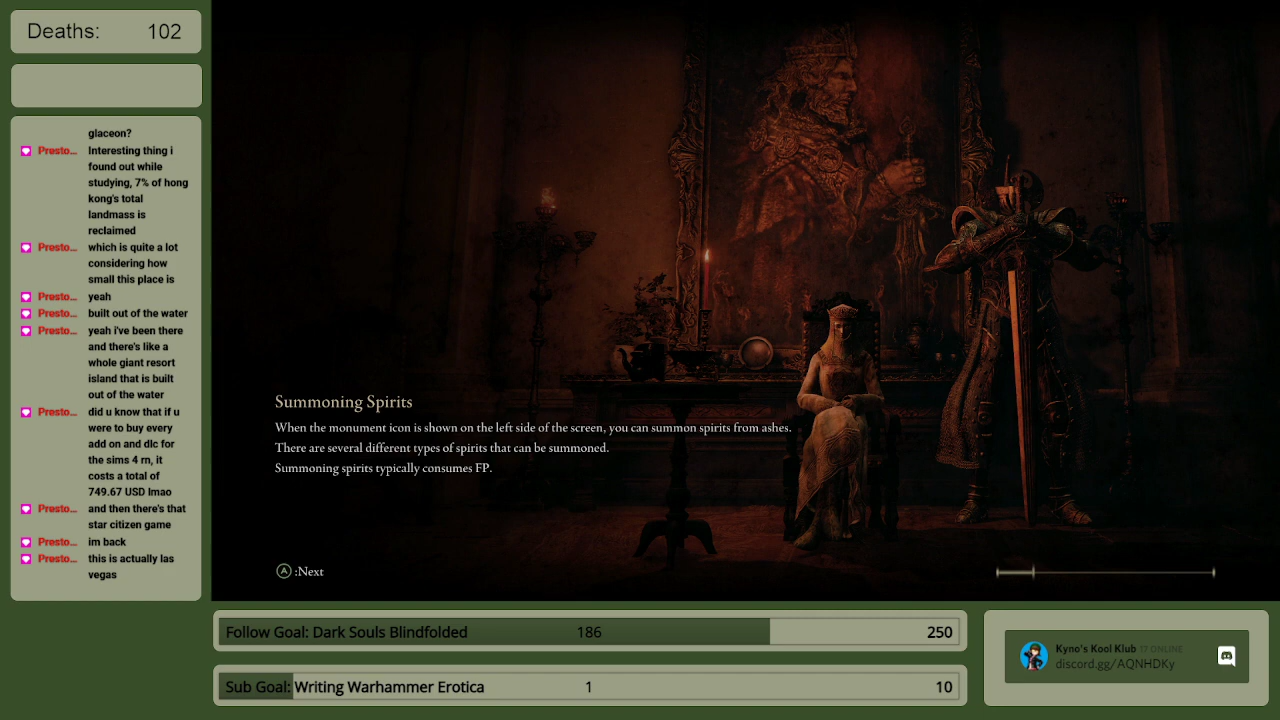 Deaths: 102
glaceon?
Presto... Interesting thing i
found out while
studying, 7% of hong
kong's total
landmass is
reclaimed
Presto... which is quite a lot
considering how
small this place is
Presto... yeah
Presto... built out of the water
Presto... yeah i've been there
and there's like a
whole giant resort
island that is built
out of the water
Presto... did u know that if u
were to buy every
add on and dlc for
the sims 4 rn, it
costs a total of
749.67 USD lmao
Presto... and then there's that
star citizen game
Presto... im back
Presto... this is actually las
vegas
Summoning Spirits
When the monument icon is shown on the left side of the screen, you can summon spirits from ashes.
There are several different types of spirits that can be summoned.
Summoning spirits typically consumes FP.
A :Next
Follow Goal: Dark Souls Blindfolded 186 250
Sub Goal: Writing Warhammer Erotica 1 10
Kyno's Kool Klub 17 ONLINE
discord.gg/AQNHDKy